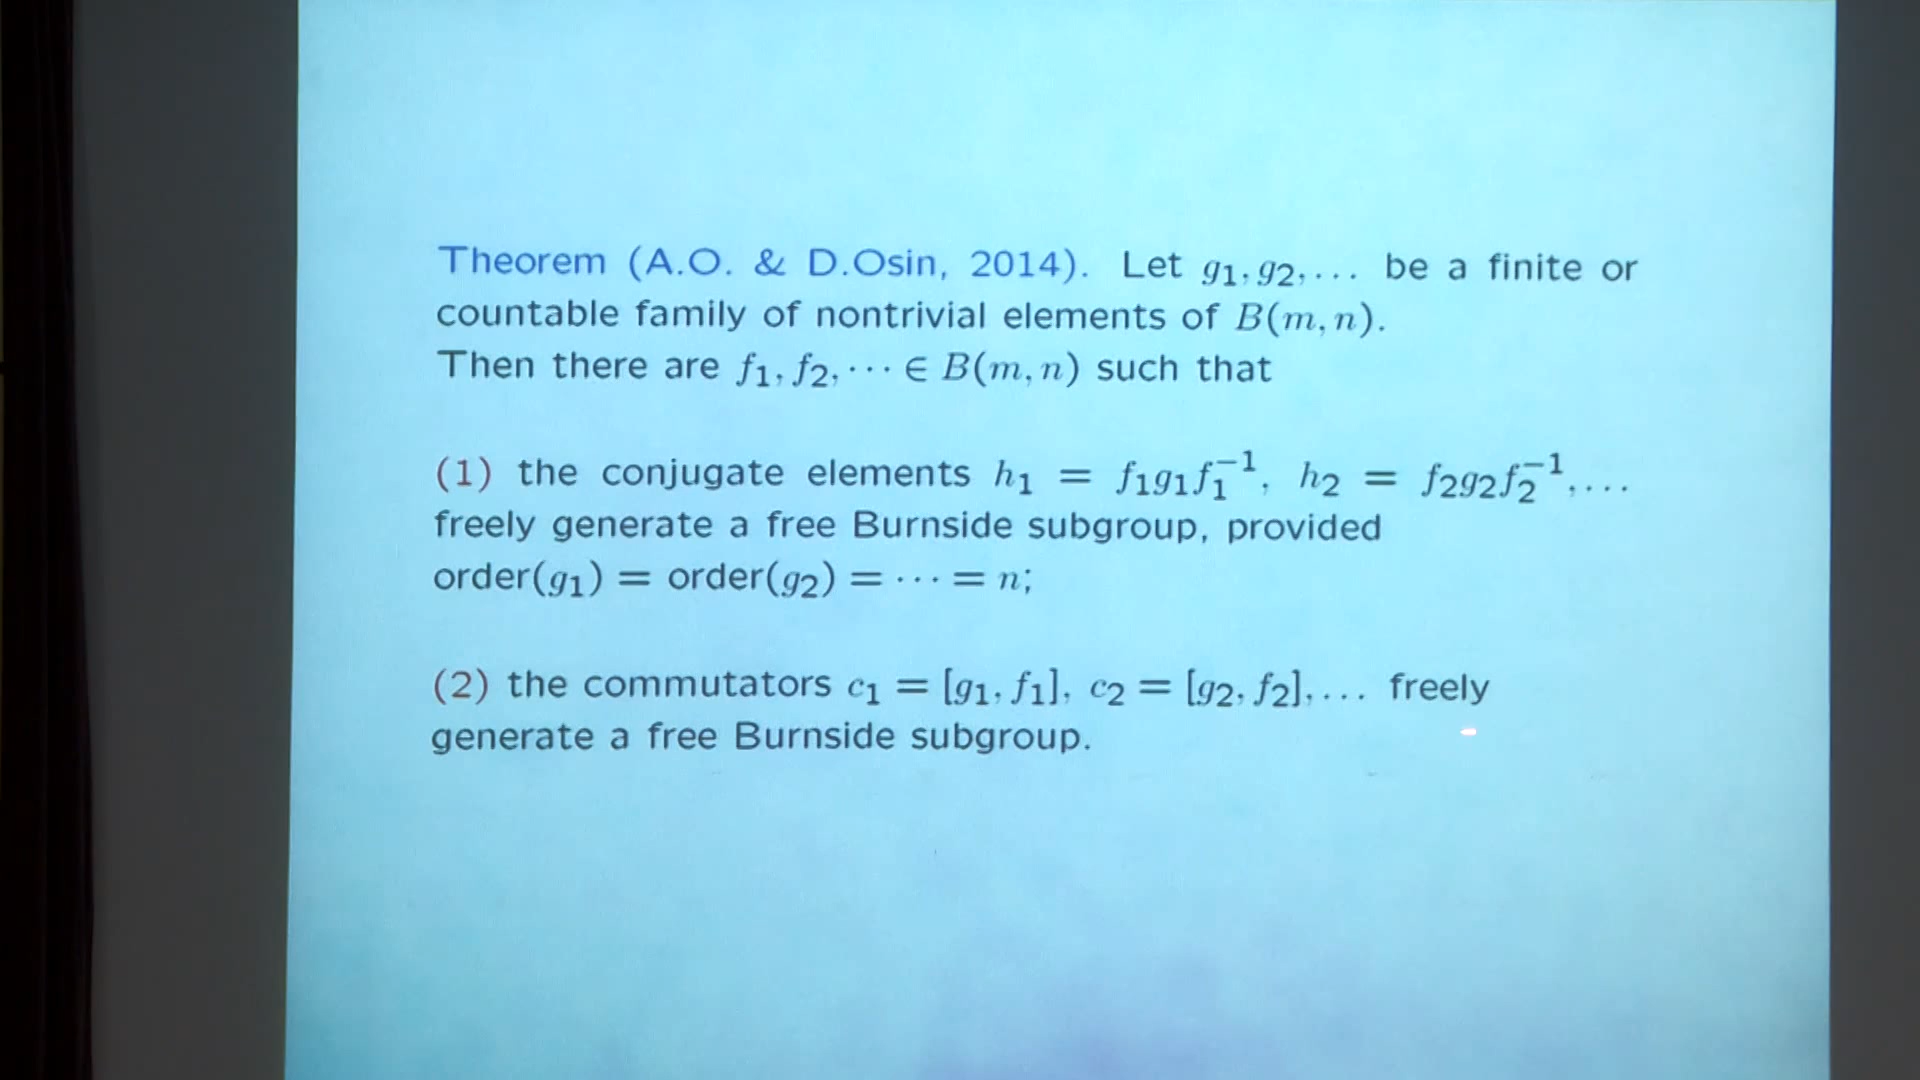 Theorem (A.O. & D.Osin, 2014). Let g₁, g₂, ... be a finite or
countable family of nontrivial elements of B(m, n).
Then there are f₁, f₂, ··· ∈ B(m, n) such that
(1) the conjugate elements h₁ = f₁g₁f₁⁻¹, h₂ = f₂g₂f₂⁻¹, ...
freely generate a free Burnside subgroup, provided
order(g₁) = order(g₂) = ··· = n;
(2) the commutators c₁ = [g₁, f₁], c₂ = [g₂, f₂], ... freely
generate a free Burnside subgroup.